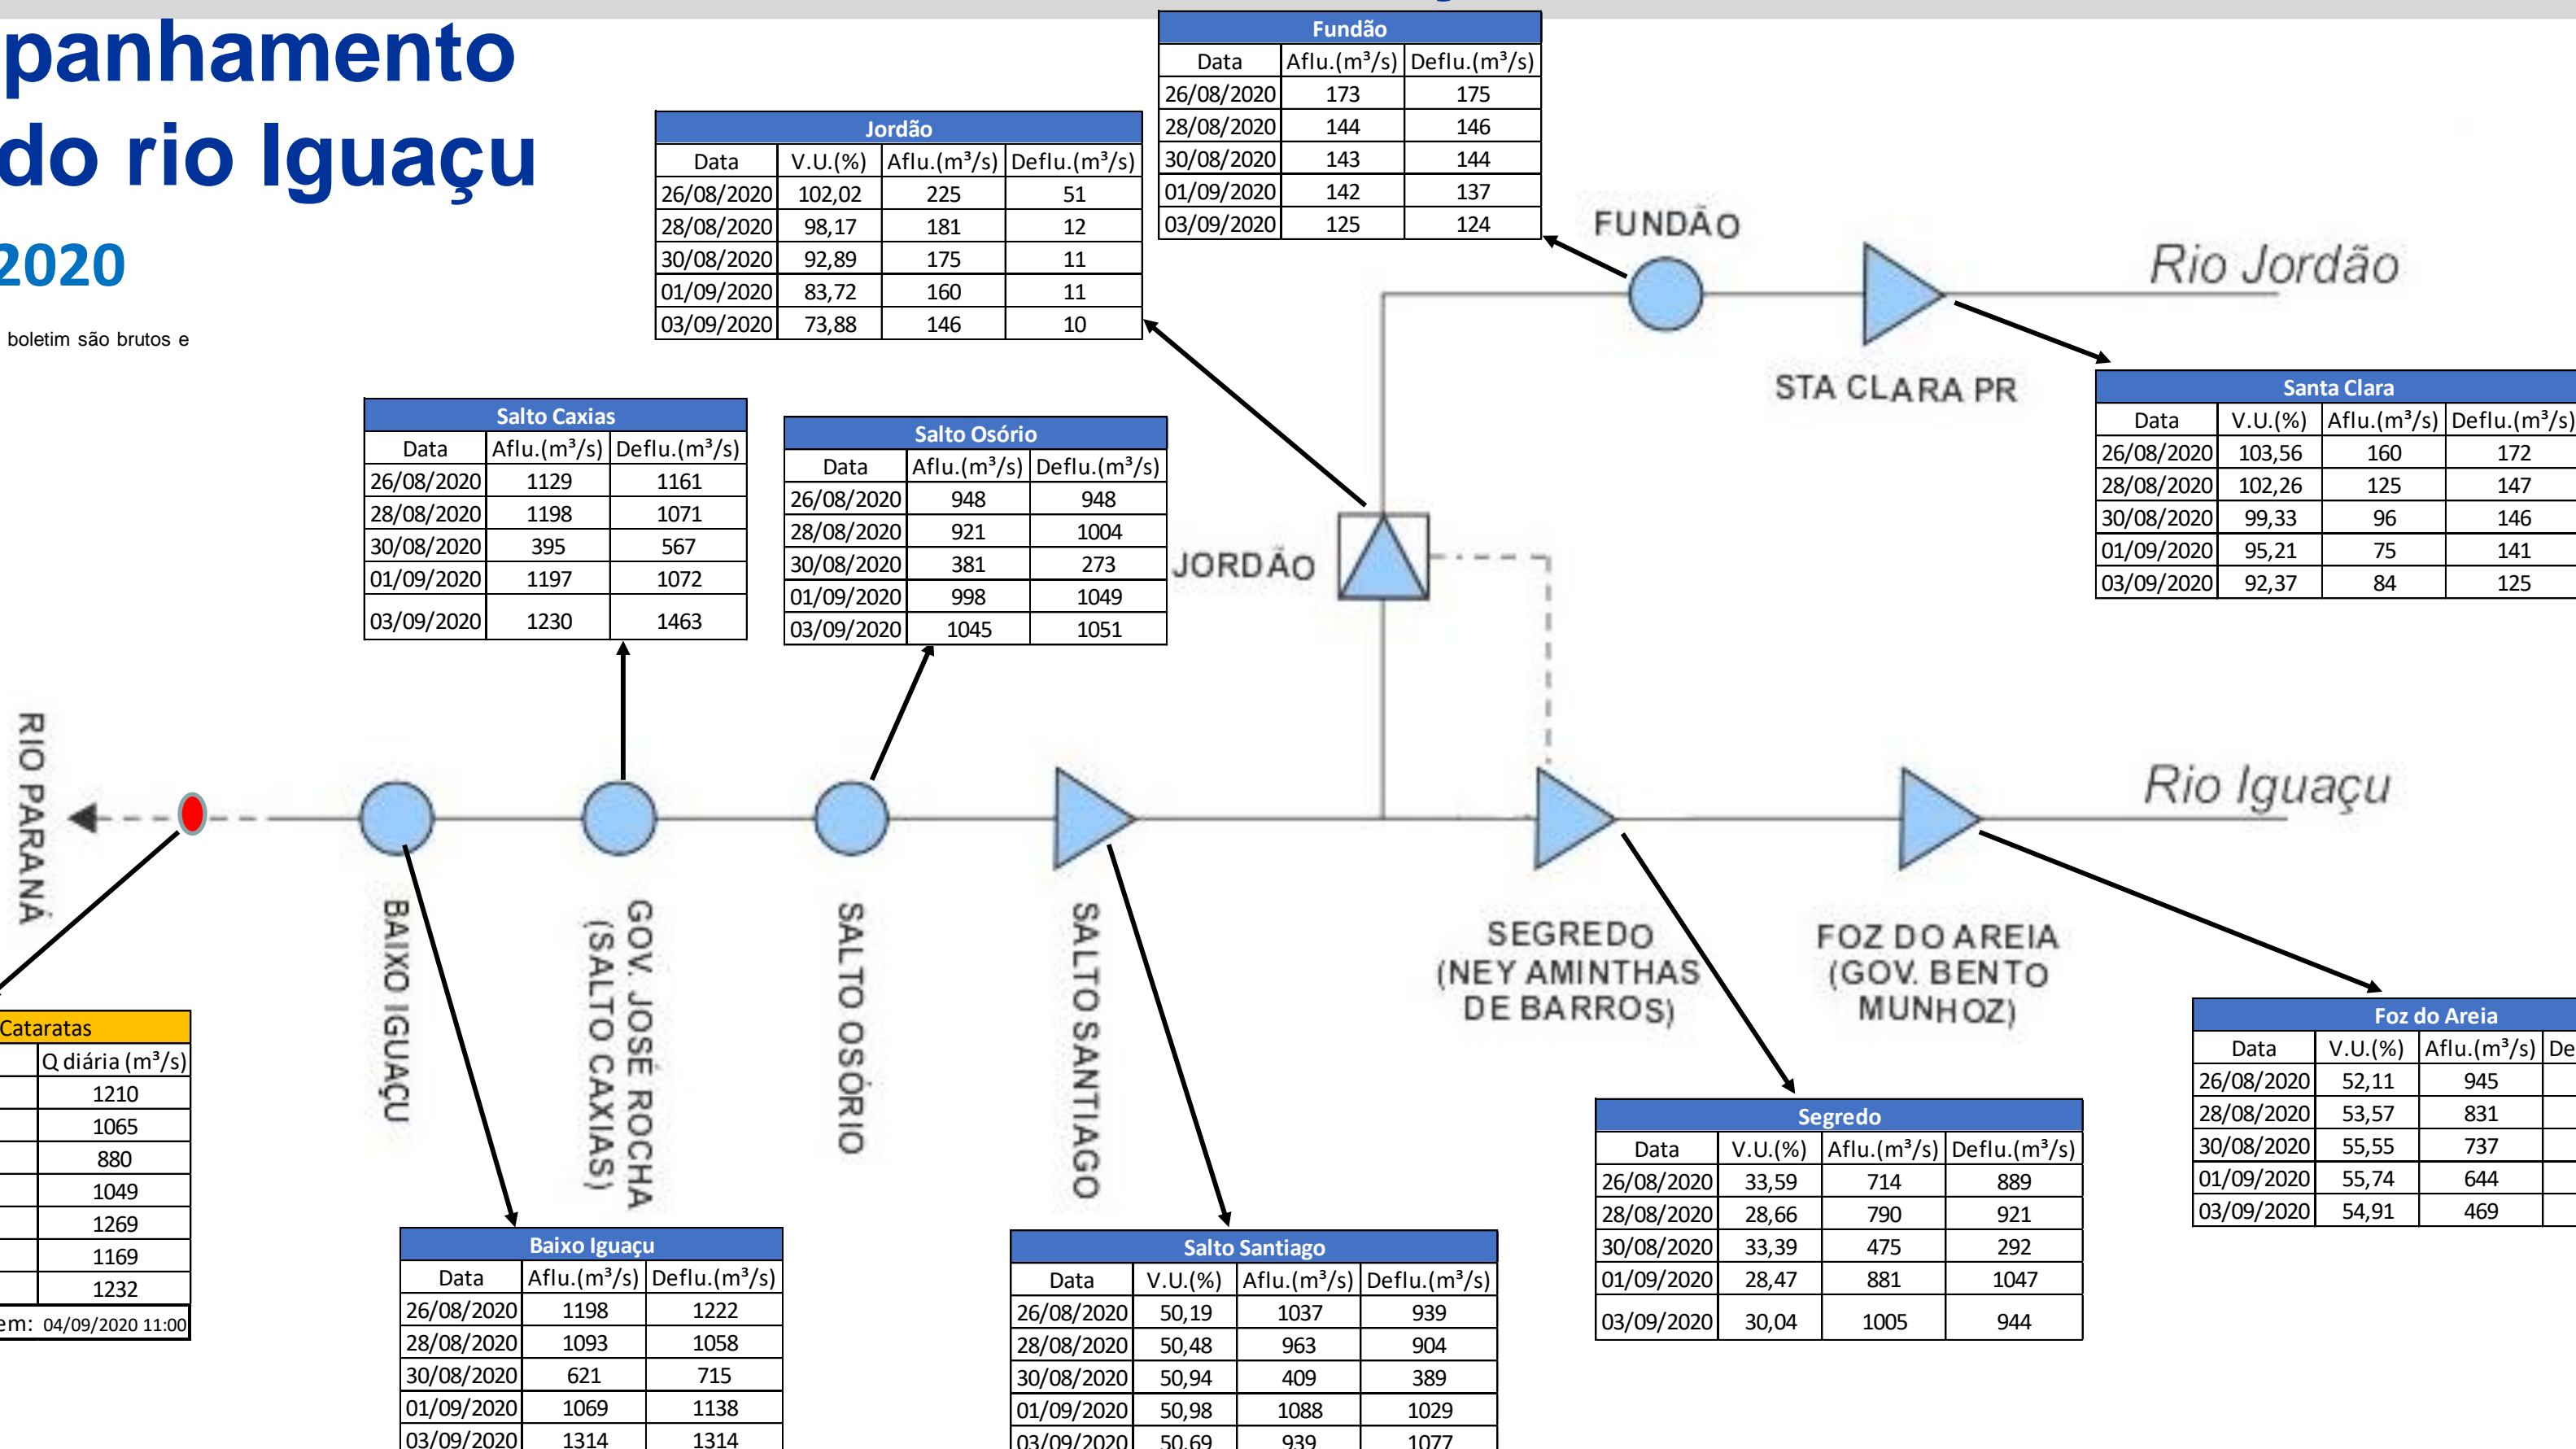 panhamento
do rio Iguaçu
2020
boletim são brutos e
Fundão
Data Aflu.(m³/s) Deflu.(m³/s)
26/08/2020 173 175
28/08/2020 144 146
30/08/2020 143 144
01/09/2020 142 137
03/09/2020 125 124
Jordão
Data V.U.(%) Aflu.(m³/s) Deflu.(m³/s)
26/08/2020 102,02 225 51
28/08/2020 98,17 181 12
30/08/2020 92,89 175 11
01/09/2020 83,72 160 11
03/09/2020 73,88 146 10
FUNDÃO
Rio Jordão
STA CLARA PR
Santa Clara
Data V.U.(%) Aflu.(m³/s) Deflu.(m³/s)
26/08/2020 103,56 160 172
28/08/2020 102,26 125 147
30/08/2020 99,33 96 146
01/09/2020 95,21 75 141
03/09/2020 92,37 84 125
Salto Caxias
Data Aflu.(m³/s) Deflu.(m³/s)
26/08/2020 1129 1161
28/08/2020 1198 1071
30/08/2020 395 567
01/09/2020 1197 1072
03/09/2020 1230 1463
Salto Osório
Data Aflu.(m³/s) Deflu.(m³/s)
26/08/2020 948 948
28/08/2020 921 1004
30/08/2020 381 273
01/09/2020 998 1049
03/09/2020 1045 1051
JORDÃO
RIO PARANÁ
Rio Iguaçu
BAIXO IGUAÇU
GOV. JOSÉ ROCHA
(SALTO CAXIAS)
SALTO OSÓRIO
SALTO SANTIAGO
SEGREDO
(NEY AMINTHAS
DE BARROS)
FOZ DO AREIA
(GOV. BENTO
MUNHOZ)
Cataratas
Q diária (m³/s)
1210
1065
880
1049
1269
1169
1232
em: 04/09/2020 11:00
Baixo Iguaçu
Data Aflu.(m³/s) Deflu.(m³/s)
26/08/2020 1198 1222
28/08/2020 1093 1058
30/08/2020 621 715
01/09/2020 1069 1138
03/09/2020 1314 1314
Salto Santiago
Data V.U.(%) Aflu.(m³/s) Deflu.(m³/s)
26/08/2020 50,19 1037 939
28/08/2020 50,48 963 904
30/08/2020 50,94 409 389
01/09/2020 50,98 1088 1029
03/09/2020 50,69 939 1077
Segredo
Data V.U.(%) Aflu.(m³/s) Deflu.(m³/s)
26/08/2020 33,59 714 889
28/08/2020 28,66 790 921
30/08/2020 33,39 475 292
01/09/2020 28,47 881 1047
03/09/2020 30,04 1005 944
Foz do Areia
Data V.U.(%) Aflu.(m³/s) De
26/08/2020 52,11 945
28/08/2020 53,57 831
30/08/2020 55,55 737
01/09/2020 55,74 644
03/09/2020 54,91 469